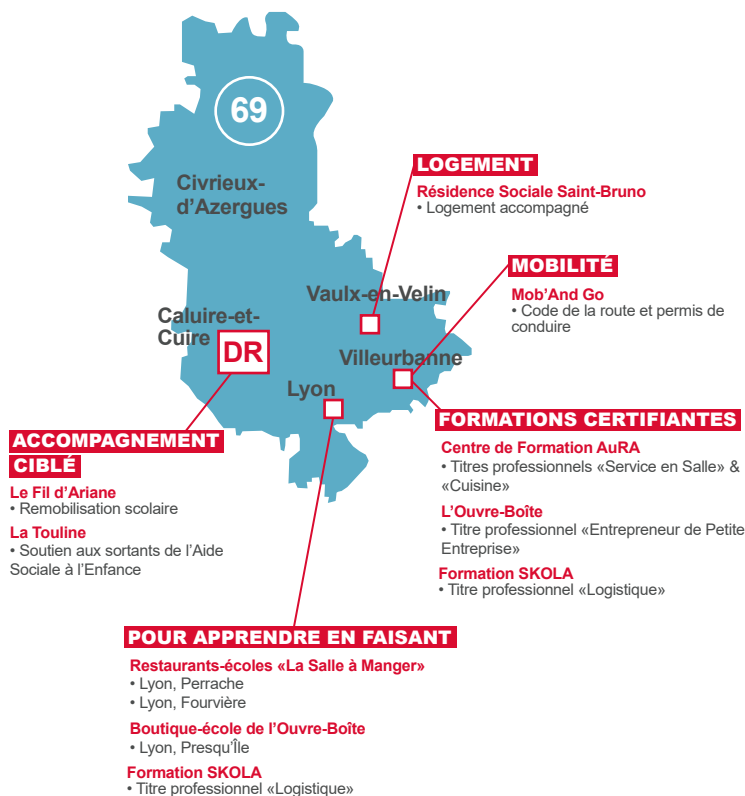 69
Civrieux-
d’Azergues
LOGEMENT
Résidence Sociale Saint-Bruno
• Logement accompagné
MOBILITÉ
Mob’And Go
• Code de la route et permis de
conduire
Vaulx-en-Velin
Caluire-et-
Cuire
DR
Villeurbanne
Lyon
FORMATIONS CERTIFIANTES
Centre de Formation AuRA
• Titres professionnels «Service en Salle» &
«Cuisine»
L’Ouvre-Boîte
• Titre professionnel «Entrepreneur de Petite
Entreprise»
Formation SKOLA
• Titre professionnel «Logistique»
ACCOMPAGNEMENT
CIBLÉ
Le Fil d’Ariane
• Remobilisation scolaire
La Touline
• Soutien aux sortants de l’Aide
Sociale à l’Enfance
POUR APPRENDRE EN FAISANT
Restaurants-écoles «La Salle à Manger»
• Lyon, Perrache
• Lyon, Fourvière
Boutique-école de l’Ouvre-Boîte
• Lyon, Presqu’Île
Formation SKOLA
• Titre professionnel «Logistique»